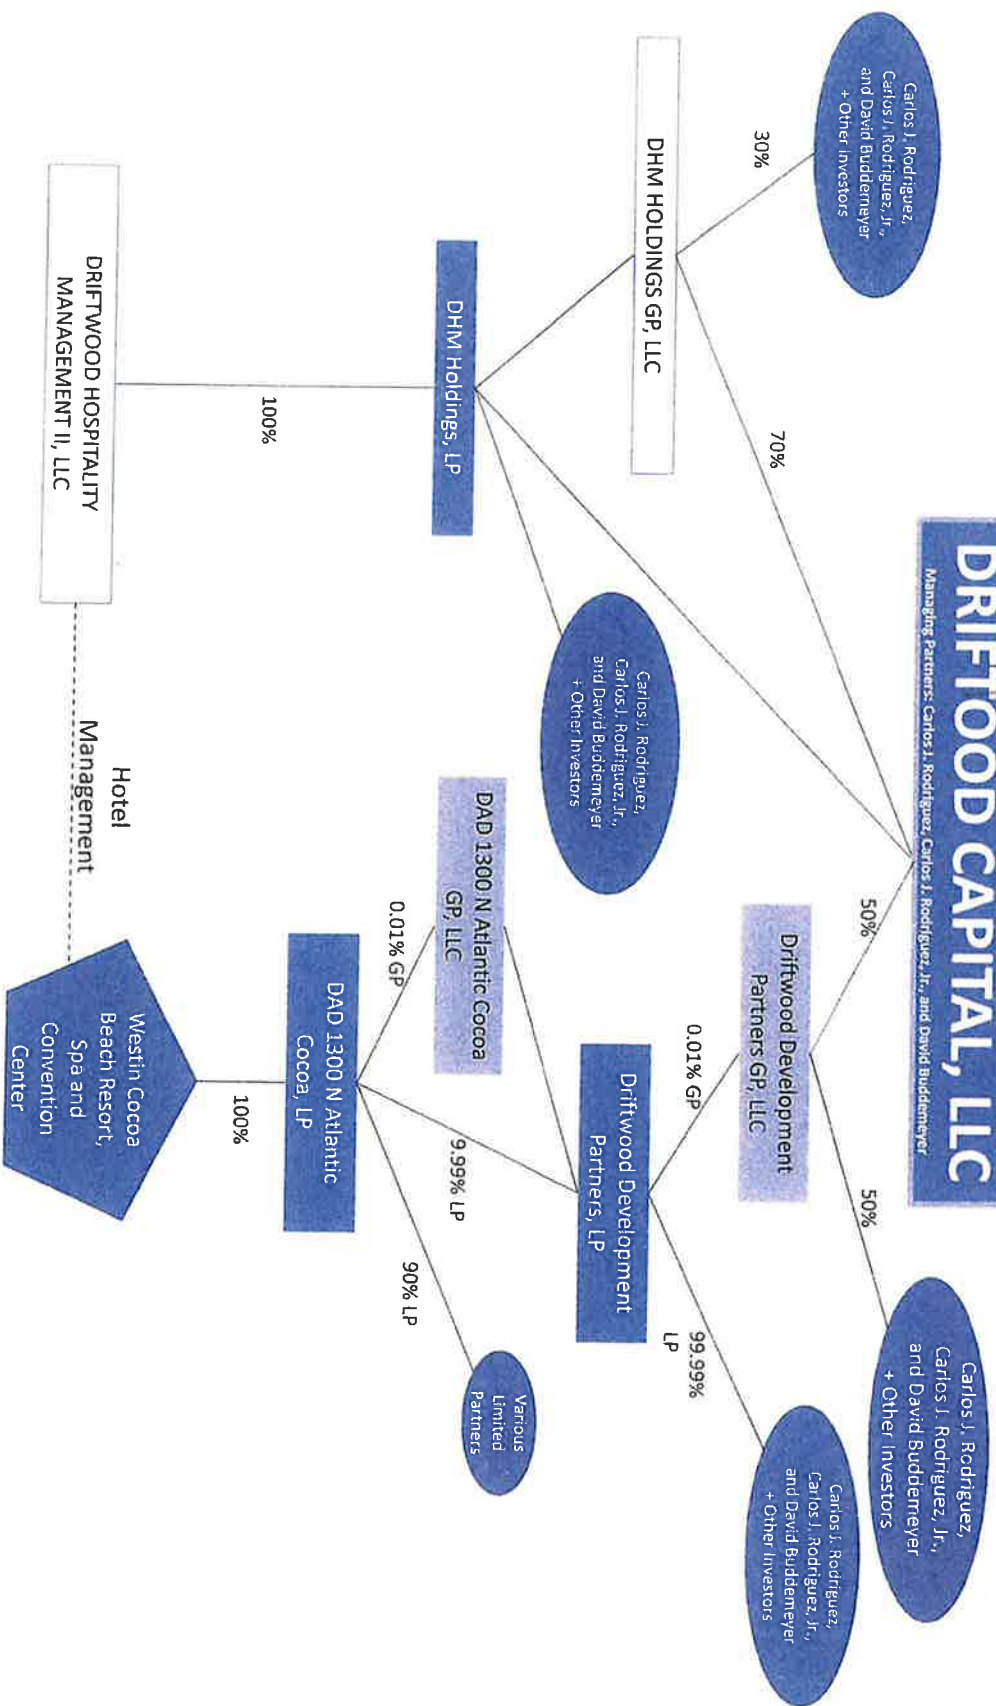 DRIFTOOD CAPITAL, LLC
Managing Partners: Carlos J. Rodriguez, Carlos J. Rodriguez, Jr., and David Buddemeyer
Carlos J. Rodriguez,
Carlos J. Rodriguez, Jr.,
and David Buddemeyer
+ Other Investors
30%
70%
50%
50%
Carlos J. Rodriguez,
Carlos J. Rodriguez, Jr.,
and David Buddemeyer
+ Other Investors
DHM HOLDINGS GP, LLC
Driftwood Development
Partners GP, LLC
0.01% GP
99.99%
LP
Carlos J. Rodriguez,
Carlos J. Rodriguez, Jr.,
and David Buddemeyer
+ Other Investors
Carlos J. Rodriguez,
Carlos J. Rodriguez, Jr.,
and David Buddemeyer
+ Other Investors
Driftwood Development
Partners, LP
DHM Holdings, LP
DAD 1300 N Atlantic Cocoa
GP, LLC
0.01% GP
9.99% LP
90% LP
Various
Limited
Partners
100%
DAD 1300 N Atlantic
Cocoa, LP
100%
DRIFTWOOD HOSPITALITY
MANAGEMENT II, LLC
Hotel
Management
Westin Cocoa
Beach Resort,
Spa and
Convention
Center